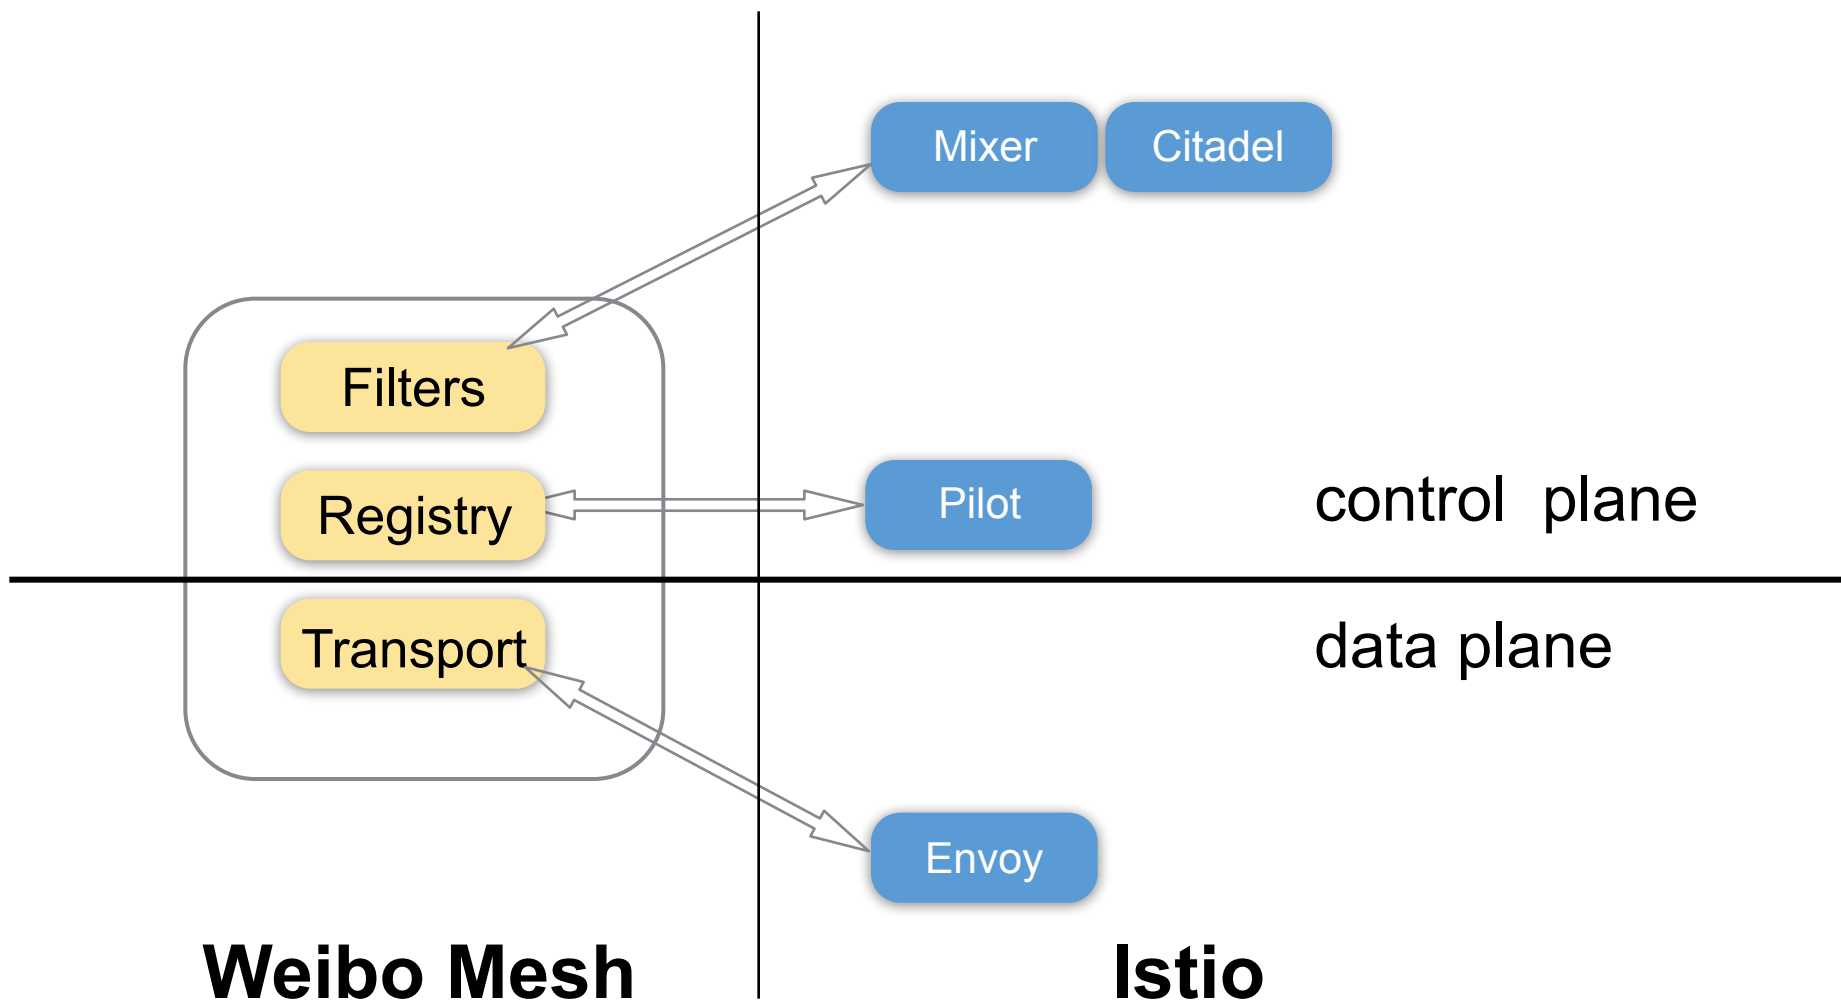 Mixer
Citadel
Filters
Registry
Pilot
control plane
Transport
data plane
Envoy
Weibo Mesh
Istio